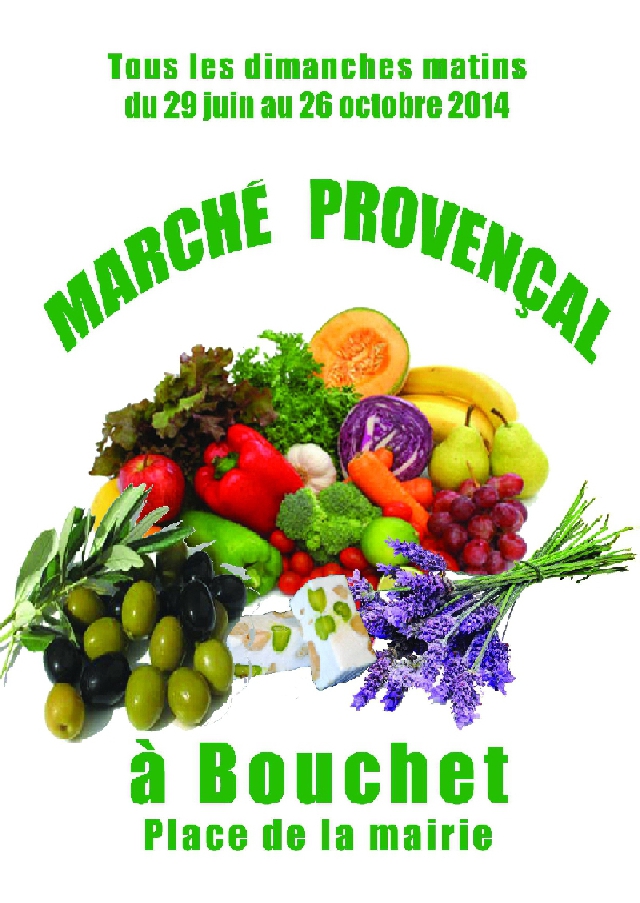 Tous les dimanches matins
du 29 juin au 26 octobre 2014
MARCHÉ PROVENÇAL
à Bouchet
Place de la mairie